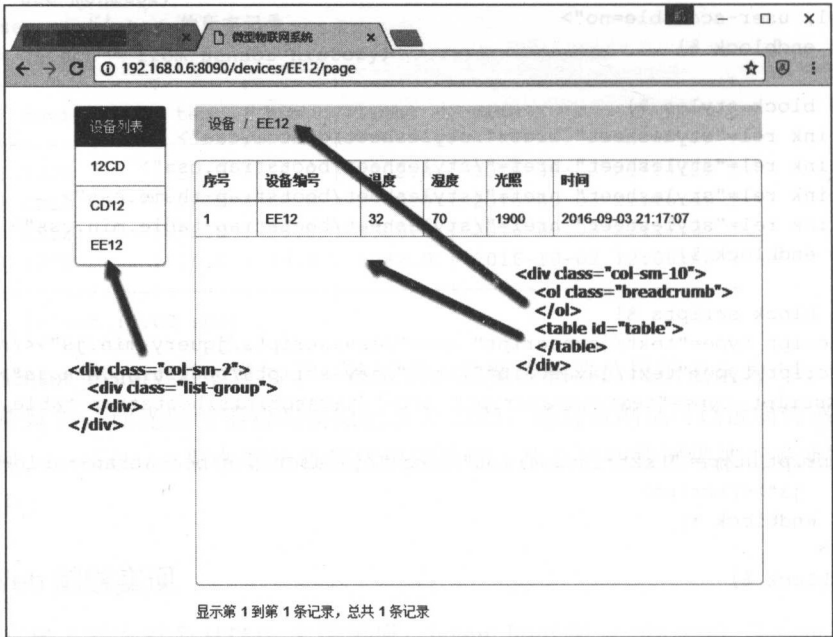 微型物联网系统
192.168.0.6:8090/devices/EE12/page
设备列表
12CD
CD12
EE12
设备 / EE12
序号 设备编号 温度 湿度 光照 时间
1 EE12 32 70 1900 2016-09-03 21:17:07
<div class="col-sm-10">
<ol class="breadcrumb">
</ol>
<table id="table">
</table>
</div>
<div class="col-sm-2">
<div class="list-group">
</div>
</div>
显示第 1 到第 1 条记录，总共 1 条记录